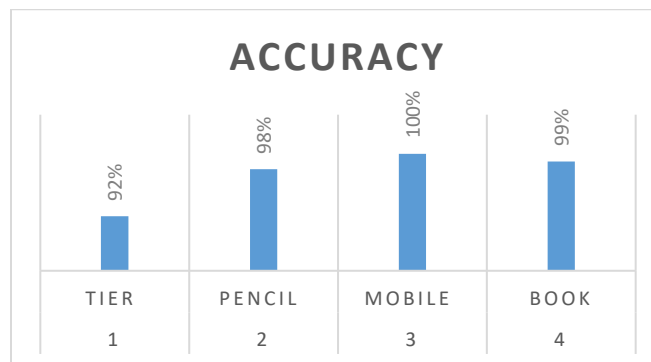 ACCURACY
92%
98%
100%
99%
TIER PENCIL MOBILE BOOK
1 2 3 4